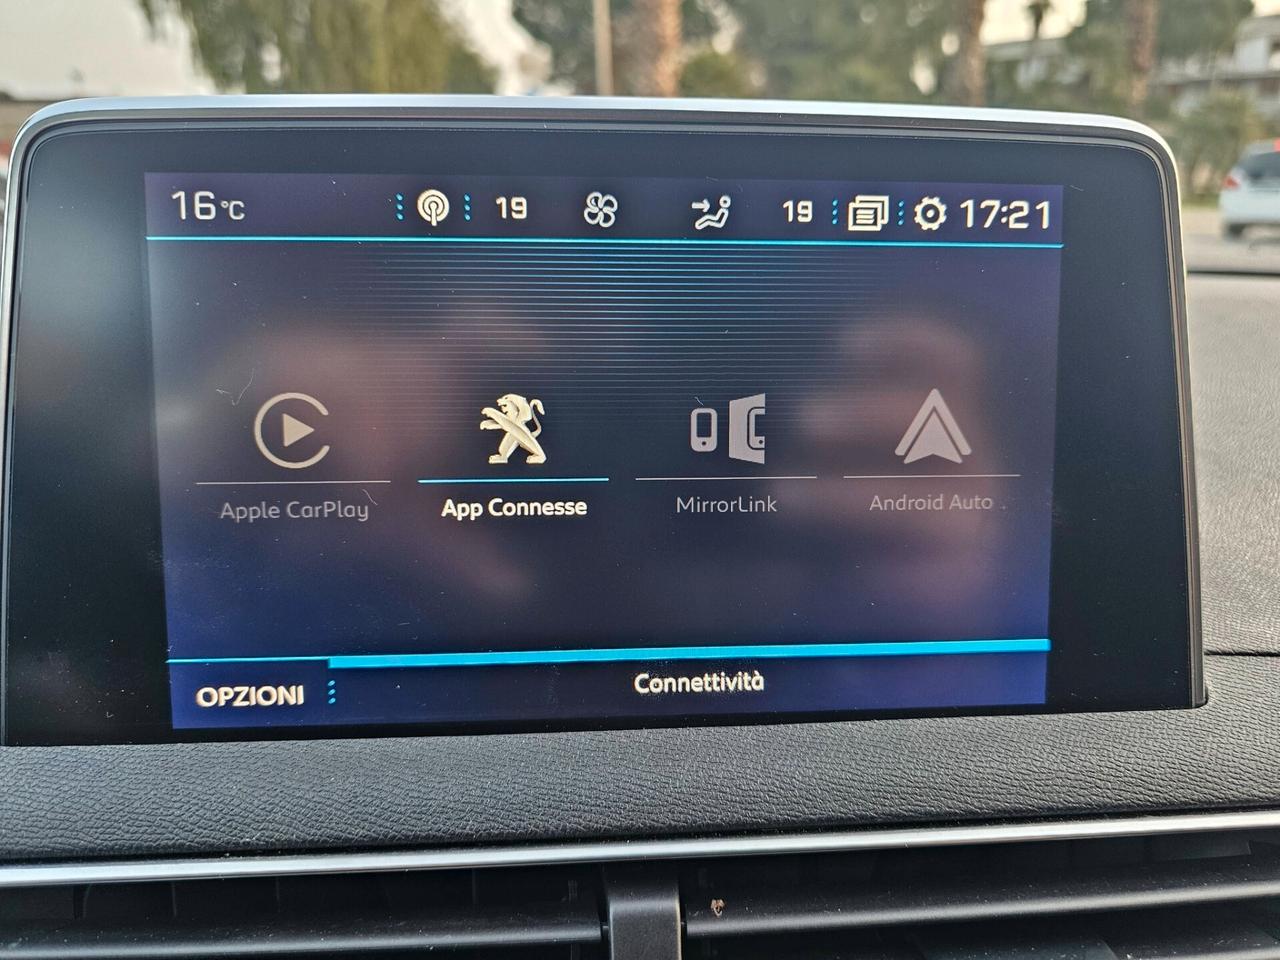 16°C 19 19 17:21
Apple CarPlay App Connesse MirrorLink Android Auto
OPZIONI Connettività